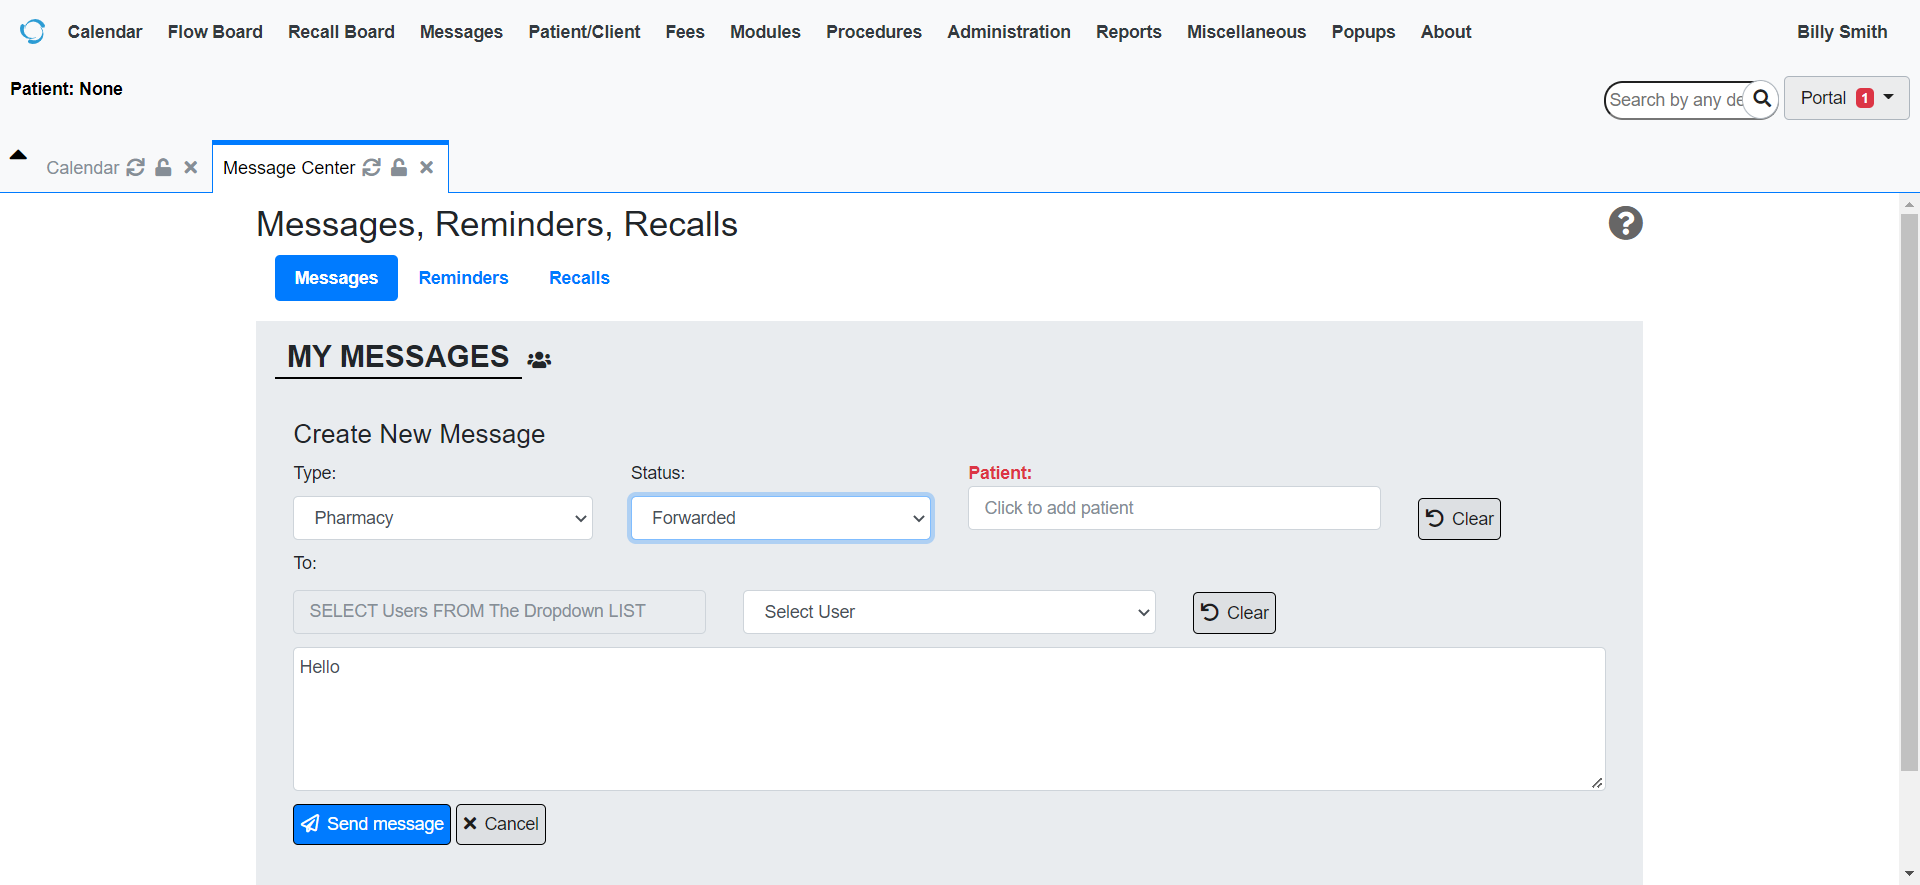 Calendar Flow Board Recall Board Messages Patient/Client Fees Modules Procedures Administration Reports Miscellaneous Popups About Billy Smith
Patient: None
Search by any de
Portal 1
Calendar
Message Center
Messages, Reminders, Recalls
Messages Reminders Recalls
MY MESSAGES
Create New Message
Type: Status: Patient:
Pharmacy Forwarded Click to add patient Clear
To:
SELECT Users FROM The Dropdown LIST Select User Clear
Hello
Send message Cancel